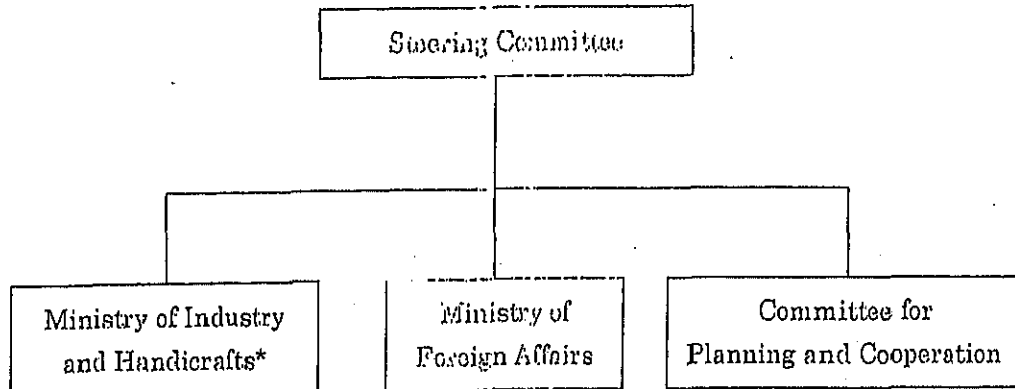 Steering Committee
Ministry of Industry
and Handicrafts*
Ministry of
Foreign Affairs
Committee for
Planning and Cooperation